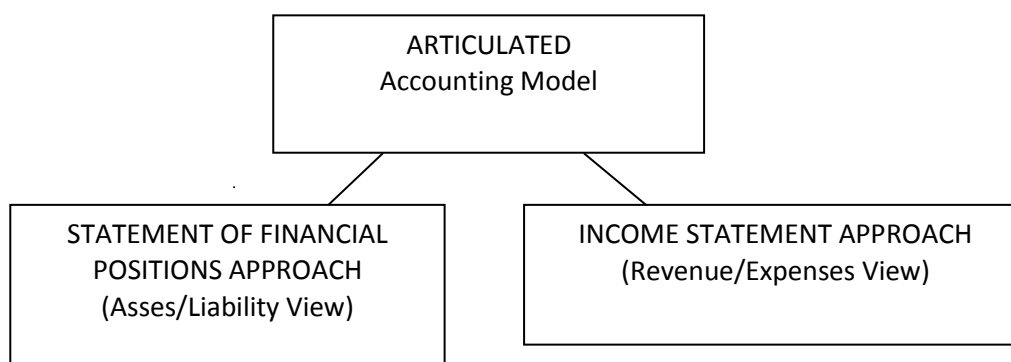 ARTICULATED
Accounting Model
STATEMENT OF FINANCIAL
POSITIONS APPROACH
(Asses/Liability View)
INCOME STATEMENT APPROACH
(Revenue/Expenses View)